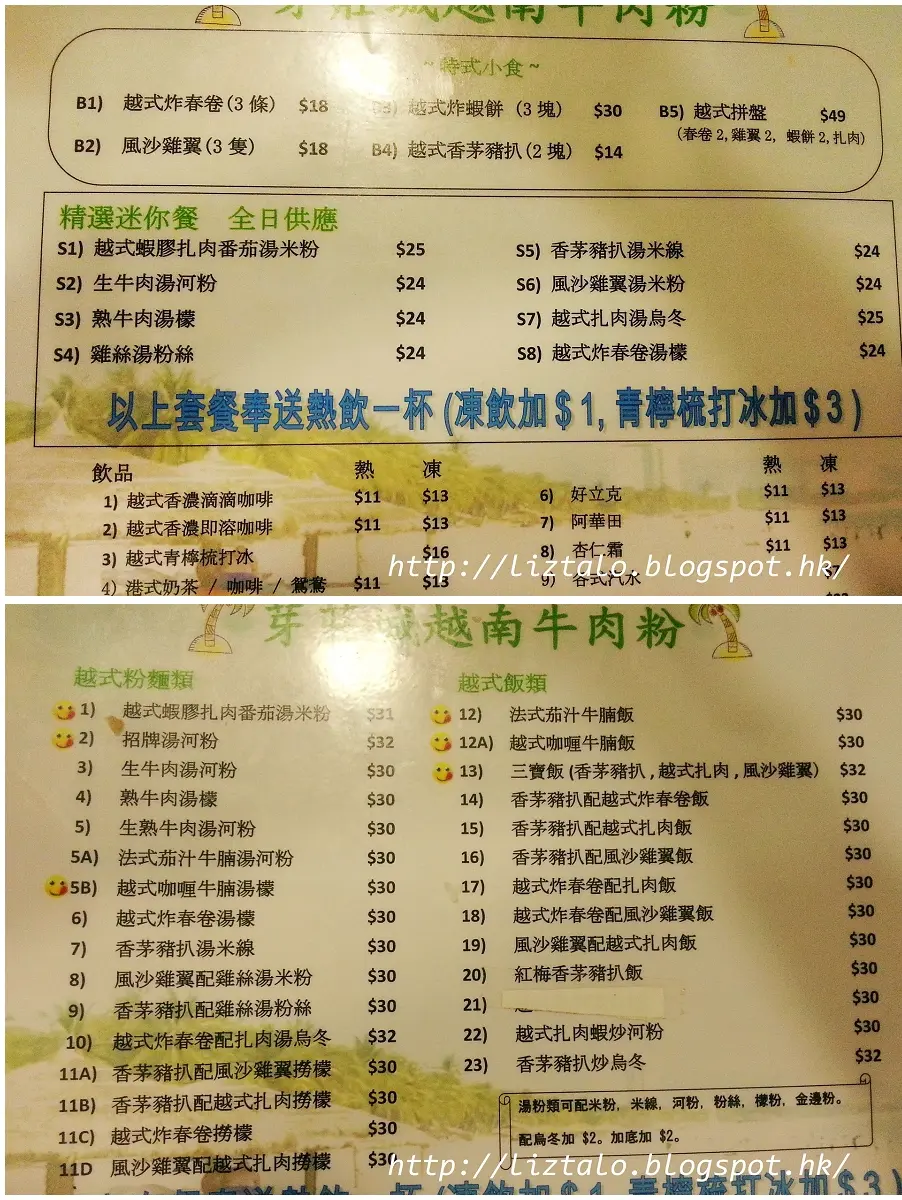 越南牛肉粉
~特式小食~
B1) 越式炸春卷(3 條) $18
B2) 風沙雞翼(3 隻) $18
越式炸蝦餅 (3 塊) $30
B4) 越式香茅豬扒(2 塊) $14
B5) 越式拼盤 $49
(春卷 2, 雞翼 2, 蝦餅 2, 扎肉)
精選迷你餐 全日供應
S1) 越式蝦膠扎肉番茄湯米粉 $25
S2) 生牛肉湯河粉 $24
S3) 熟牛肉湯檬 $24
S4) 雞絲湯粉絲 $24
S5) 香茅豬扒湯米線 $24
S6) 風沙雞翼湯米粉 $24
S7) 越式扎肉湯烏冬 $25
S8) 越式炸春卷湯檬 $24
以上套餐奉送熱飲一杯 (凍飲加 $ 1, 青檸梳打冰加 $ 3 )
飲品 熱 凍
1) 越式香濃滴滴咖啡 $11 $13
2) 越式香濃即溶咖啡 $11 $13
3) 越式青檸梳打冰 $16
4) 港式奶茶 / 咖啡 / 鴛鴦 $11 $13
熱 凍
6) 好立克 $11 $13
7) 阿華田 $11 $13
8) 杏仁霜 $11 $13
9) 各式汽水
http://liztalo.blogspot.hk/
芽莊城越南牛肉粉
越式粉麵類
1) 越式蝦膠扎肉番茄湯米粉 $31
2) 招牌湯河粉 $32
3) 生牛肉湯河粉 $30
4) 熟牛肉湯檬 $30
5) 生熟牛肉湯河粉 $30
5A) 法式茄汁牛腩湯河粉 $30
5B) 越式咖喱牛腩湯檬 $30
6) 越式炸春卷湯檬 $30
7) 香茅豬扒湯米線 $30
8) 風沙雞翼配雞絲湯米粉 $30
9) 香茅豬扒配雞絲湯粉絲 $30
10) 越式炸春卷配扎肉湯烏冬 $32
11A) 香茅豬扒配風沙雞翼撈檬 $30
11B) 香茅豬扒配越式扎肉撈檬 $30
11C) 越式炸春卷撈檬 $30
11D 風沙雞翼配越式扎肉撈檬 $30
越式飯類
12) 法式茄汁牛腩飯 $30
12A) 越式咖喱牛腩飯 $30
13) 三寶飯 (香茅豬扒 , 越式扎肉 , 風沙雞翼) $32
14) 香茅豬扒配越式炸春卷飯 $30
15) 香茅豬扒配越式扎肉飯 $30
16) 香茅豬扒配風沙雞翼飯 $30
17) 越式炸春卷配扎肉飯 $30
18) 越式炸春卷配風沙雞翼飯 $30
19) 風沙雞翼配越式扎肉飯 $30
20) 紅梅香茅豬扒飯 $30
21) $30
22) 越式扎肉蝦炒河粉 $30
23) 香茅豬扒炒烏冬 $32
湯粉類可配米粉, 米線, 河粉, 粉絲, 檬粉, 金邊粉。
配烏冬加 $2。加底加 $2。
http://liztalo.blogspot.hk/